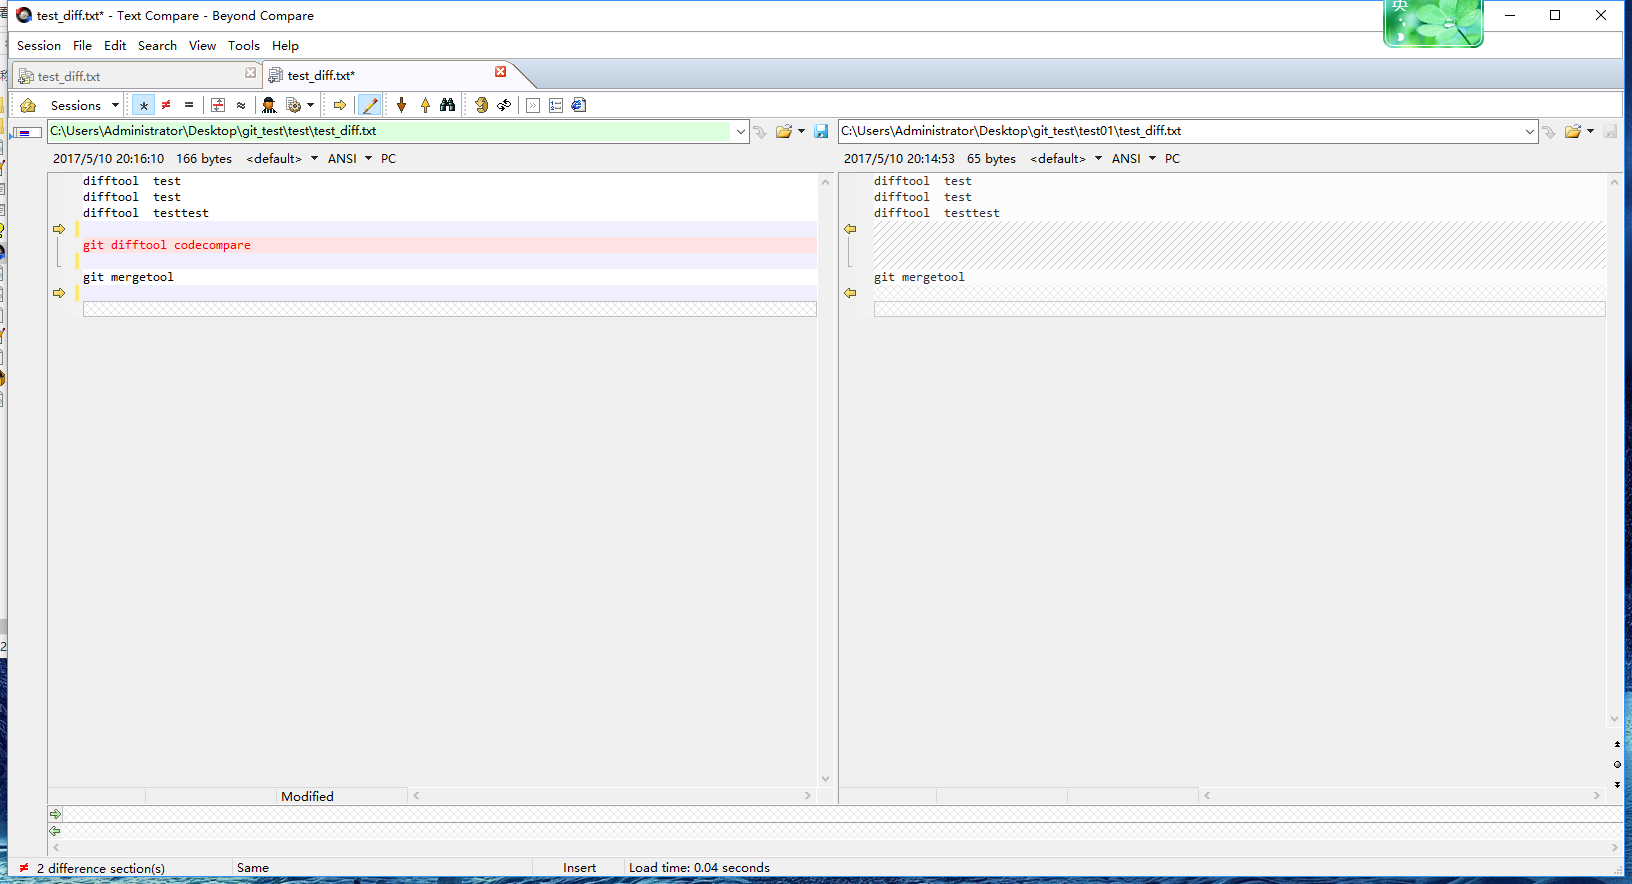 test_diff.txt* - Text Compare - Beyond Compare
英
Session File Edit Search View Tools Help
test_diff.txt
test_diff.txt*
Sessions
C:\Users\Administrator\Desktop\git_test\test\test_diff.txt
C:\Users\Administrator\Desktop\git_test\test01\test_diff.txt
2017/5/10 20:16:10 166 bytes <default> ANSI PC
2017/5/10 20:14:53 65 bytes <default> ANSI PC
difftool  test
difftool  test
difftool  testtest
git difftool codecompare
git mergetool
difftool  test
difftool  test
difftool  testtest
git mergetool
Modified
2 difference section(s)
Same
Insert
Load time: 0.04 seconds